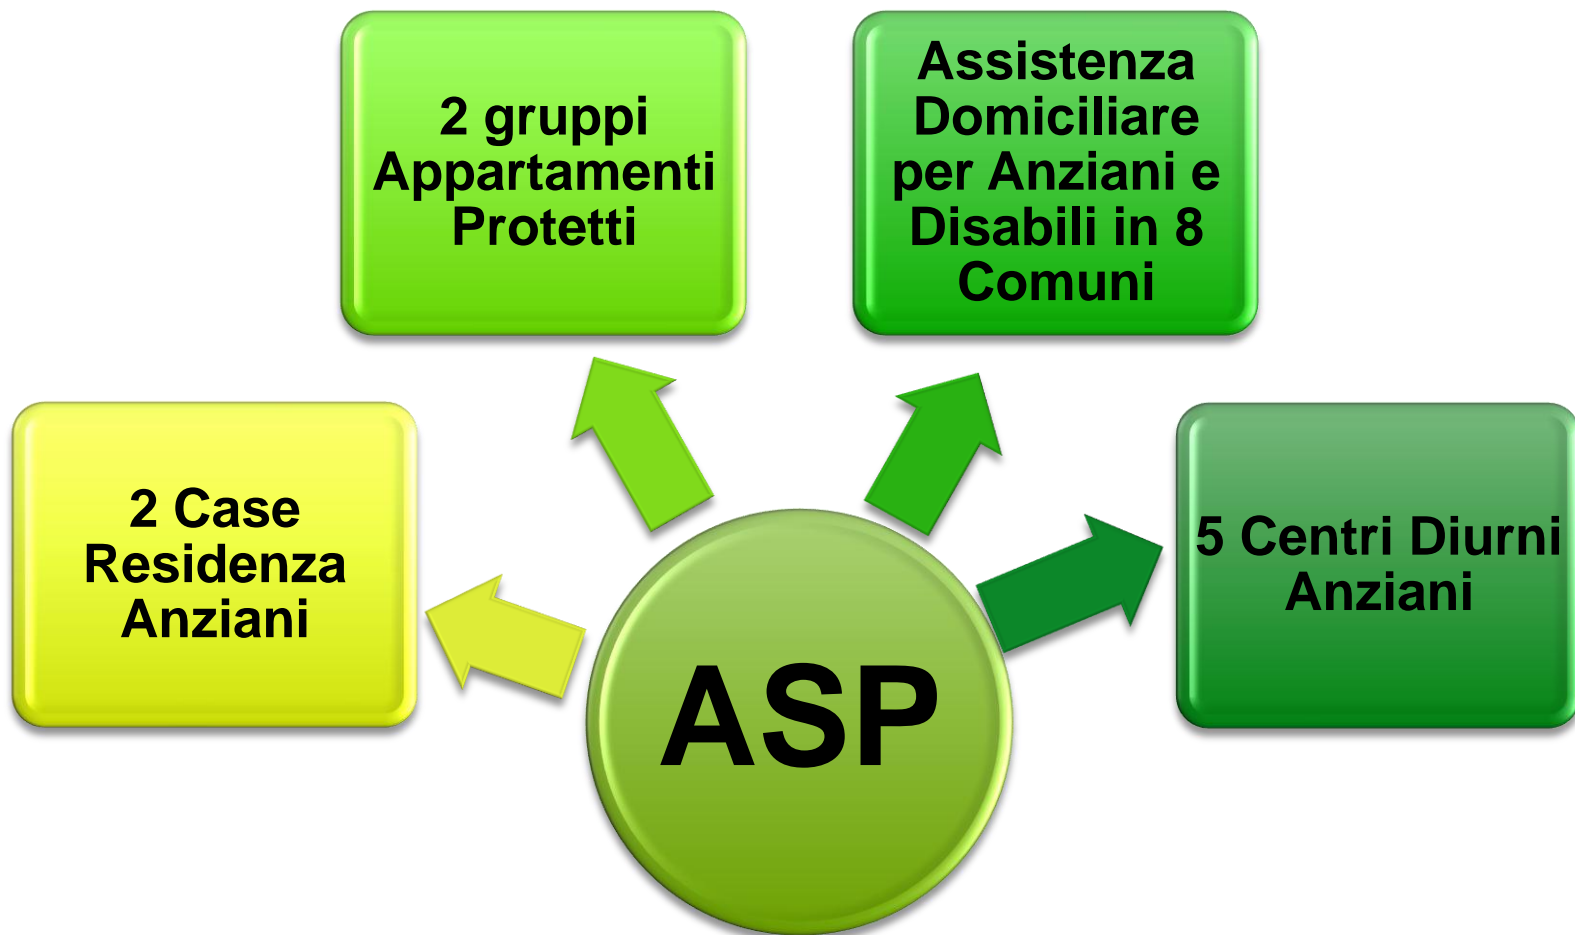 2 gruppi
Appartamenti
Protetti
Assistenza
Domiciliare
per Anziani e
Disabili in 8
Comuni
2 Case
Residenza
Anziani
5 Centri Diurni
Anziani
ASP